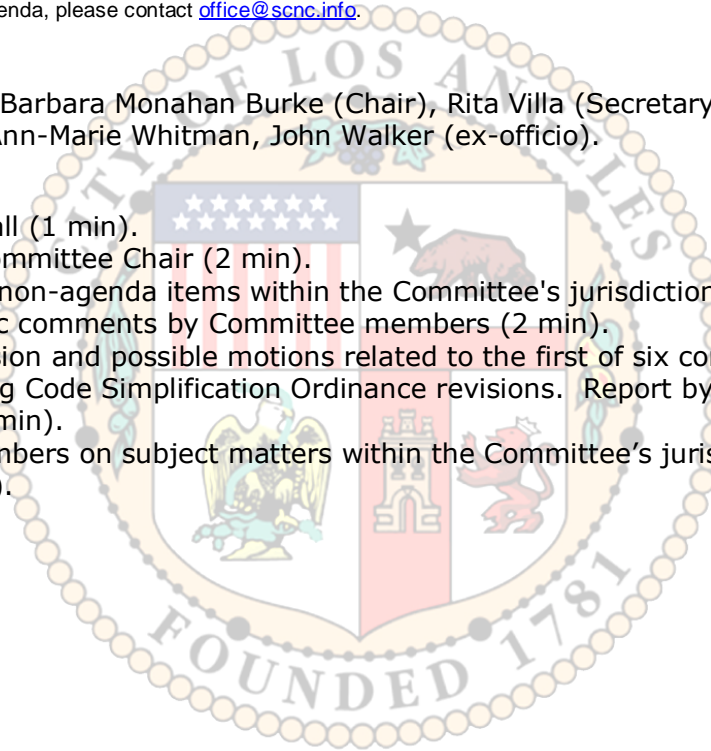 enda, please contact office@scnc.info.
Barbara Monahan Burke (Chair), Rita Villa (Secretary
Ann-Marie Whitman, John Walker (ex-officio).
all (1 min).
ommittee Chair (2 min).
non-agenda items within the Committee's jurisdiction
c comments by Committee members (2 min).
sion and possible motions related to the first of six co
g Code Simplification Ordinance revisions.  Report by
min).
mbers on subject matters within the Committee’s juris
).
CITY OF LOS ANGELES
FOUNDED 1781